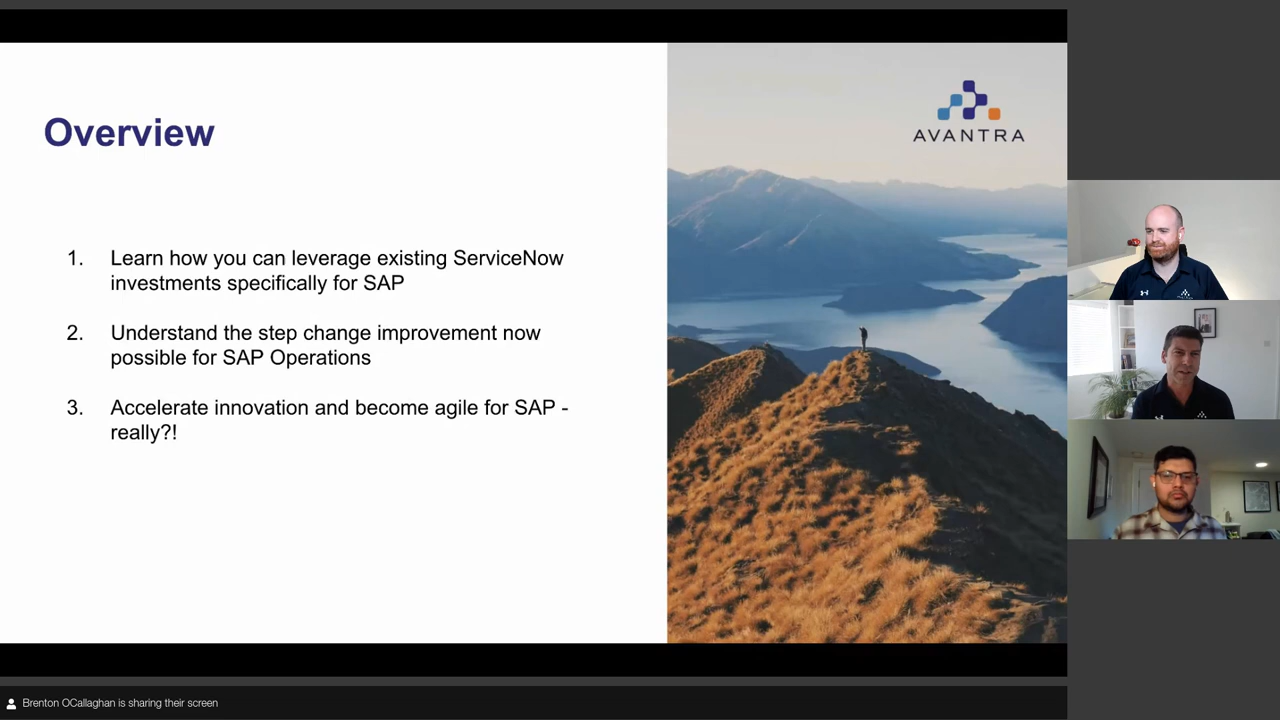 Overview
AVANTRA
1. Learn how you can leverage existing ServiceNow
investments specifically for SAP
2. Understand the step change improvement now
possible for SAP Operations
3. Accelerate innovation and become agile for SAP -
really?!
Brenton OCallaghan is sharing their screen